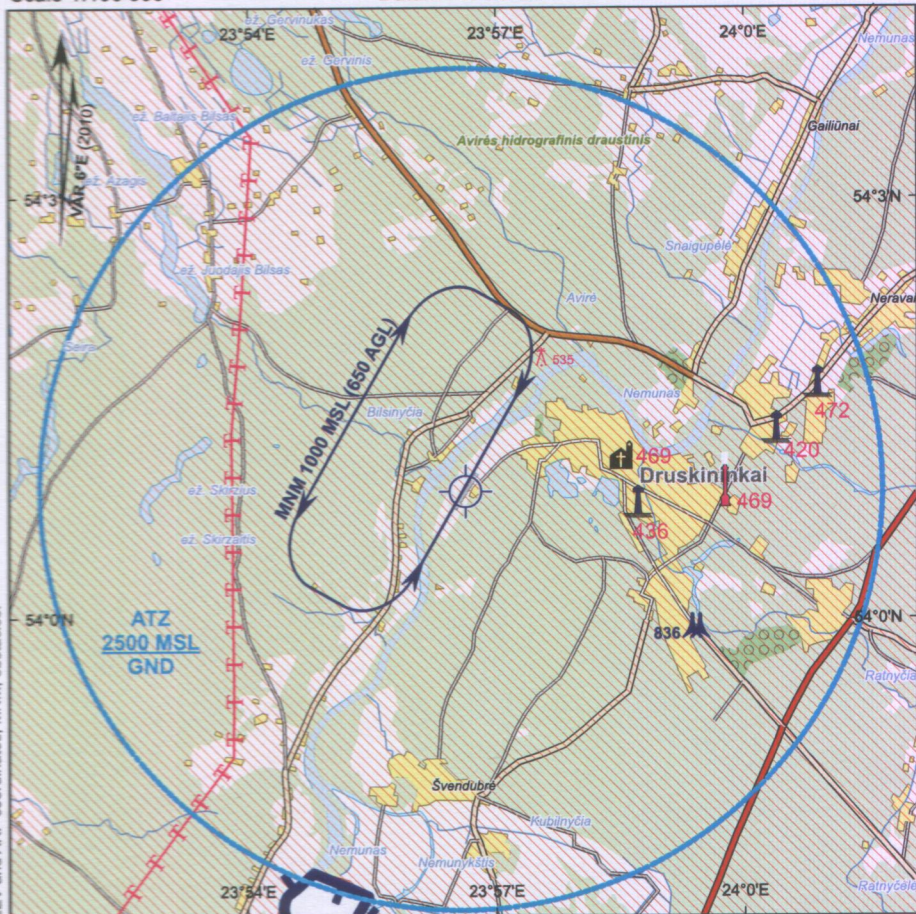 ež. Gervinukas
23°54'E
23°57'E
24°0'E
Nemunas
ež. Gervinis
VAR 6°E (2010)
ež. Baltajis Bilsas
Gailiūnai
Avirės hidrografinis draustinis
ež. Azagis
54°3'
54°3'N
Snaigupėlė
ež. Juodajis Bilsas
Avirė
Neravai
Seira
MNM 1000 MSL (650 AGL)
535
Nemunas
472
Bilsinyčia
420
469
Druskininkai
ež. Skirzius
469
436
ež. Skirzaitis
54°0'N
ATZ
2500 MSL
GND
54°0'N
836
Ratnyčia
Švendubrė
Kubilnyčia
Nemunas
Nemunykštis
23°54'E
23°57'E
24°0'E
Ratnyčėlė